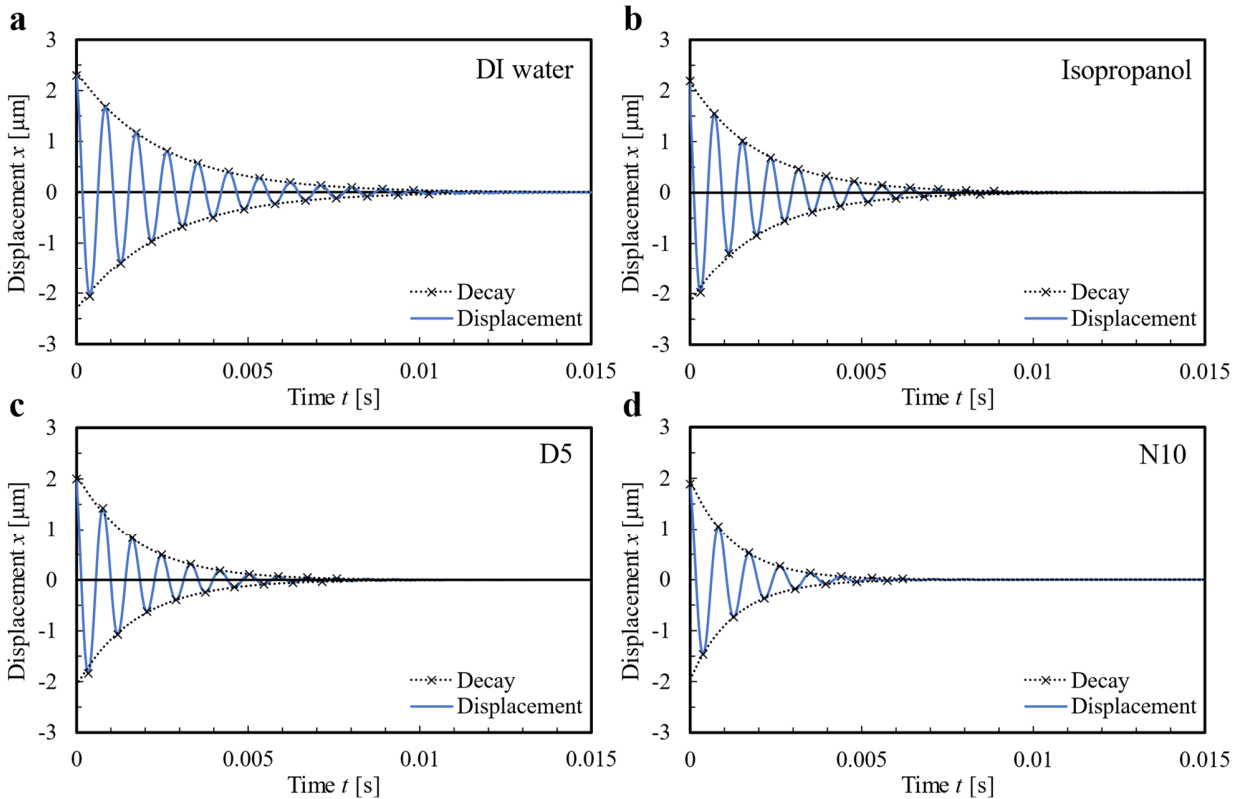 a
3
2
1
0
-1
-2
-3
Displacement x [µm]
DI water
Decay
Displacement
0
0.005
0.01
0.015
Time t [s]
b
3
2
1
0
-1
-2
-3
Displacement x [µm]
Isopropanol
Decay
Displacement
0
0.005
0.01
0.015
Time t [s]
c
3
2
1
0
-1
-2
-3
Displacement x [µm]
D5
Decay
Displacement
0
0.005
0.01
0.015
Time t [s]
d
3
2
1
0
-1
-2
-3
Displacement x [µm]
N10
Decay
Displacement
0
0.005
0.01
0.015
Time t [s]